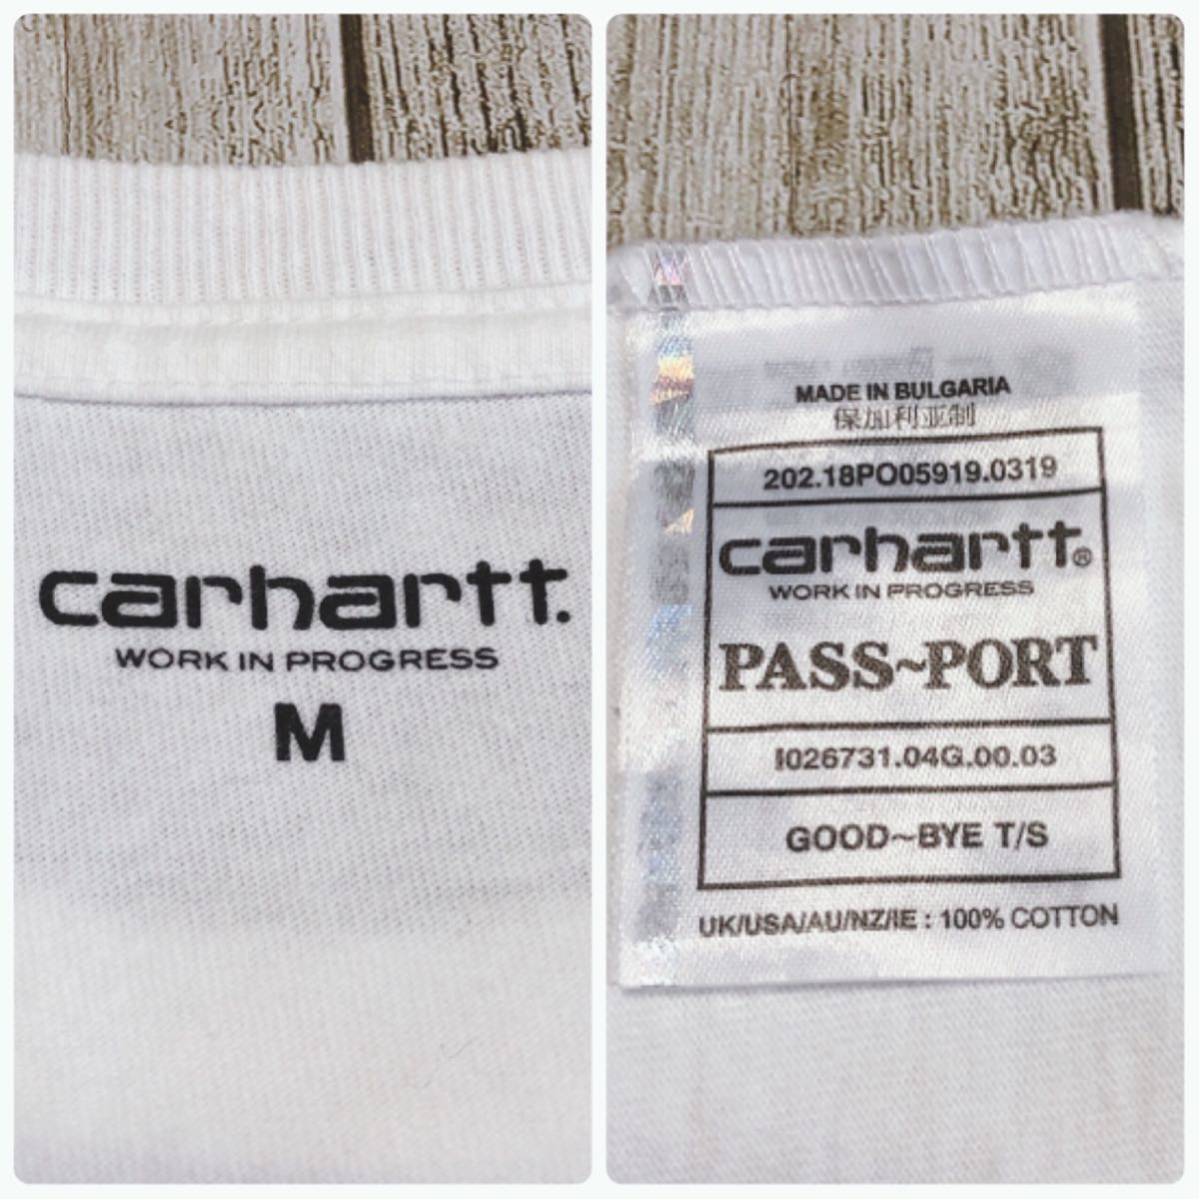 carhartt.
WORK IN PROGRESS
M
MADE IN BULGARIA
保加利亚制
202.18PO05919.0319
carhartt®
WORK IN PROGRESS
PASS~PORT
I026731.04G.00.03
GOOD~BYE T/S
UK/USA/AU/NZ/IE : 100% COTTON